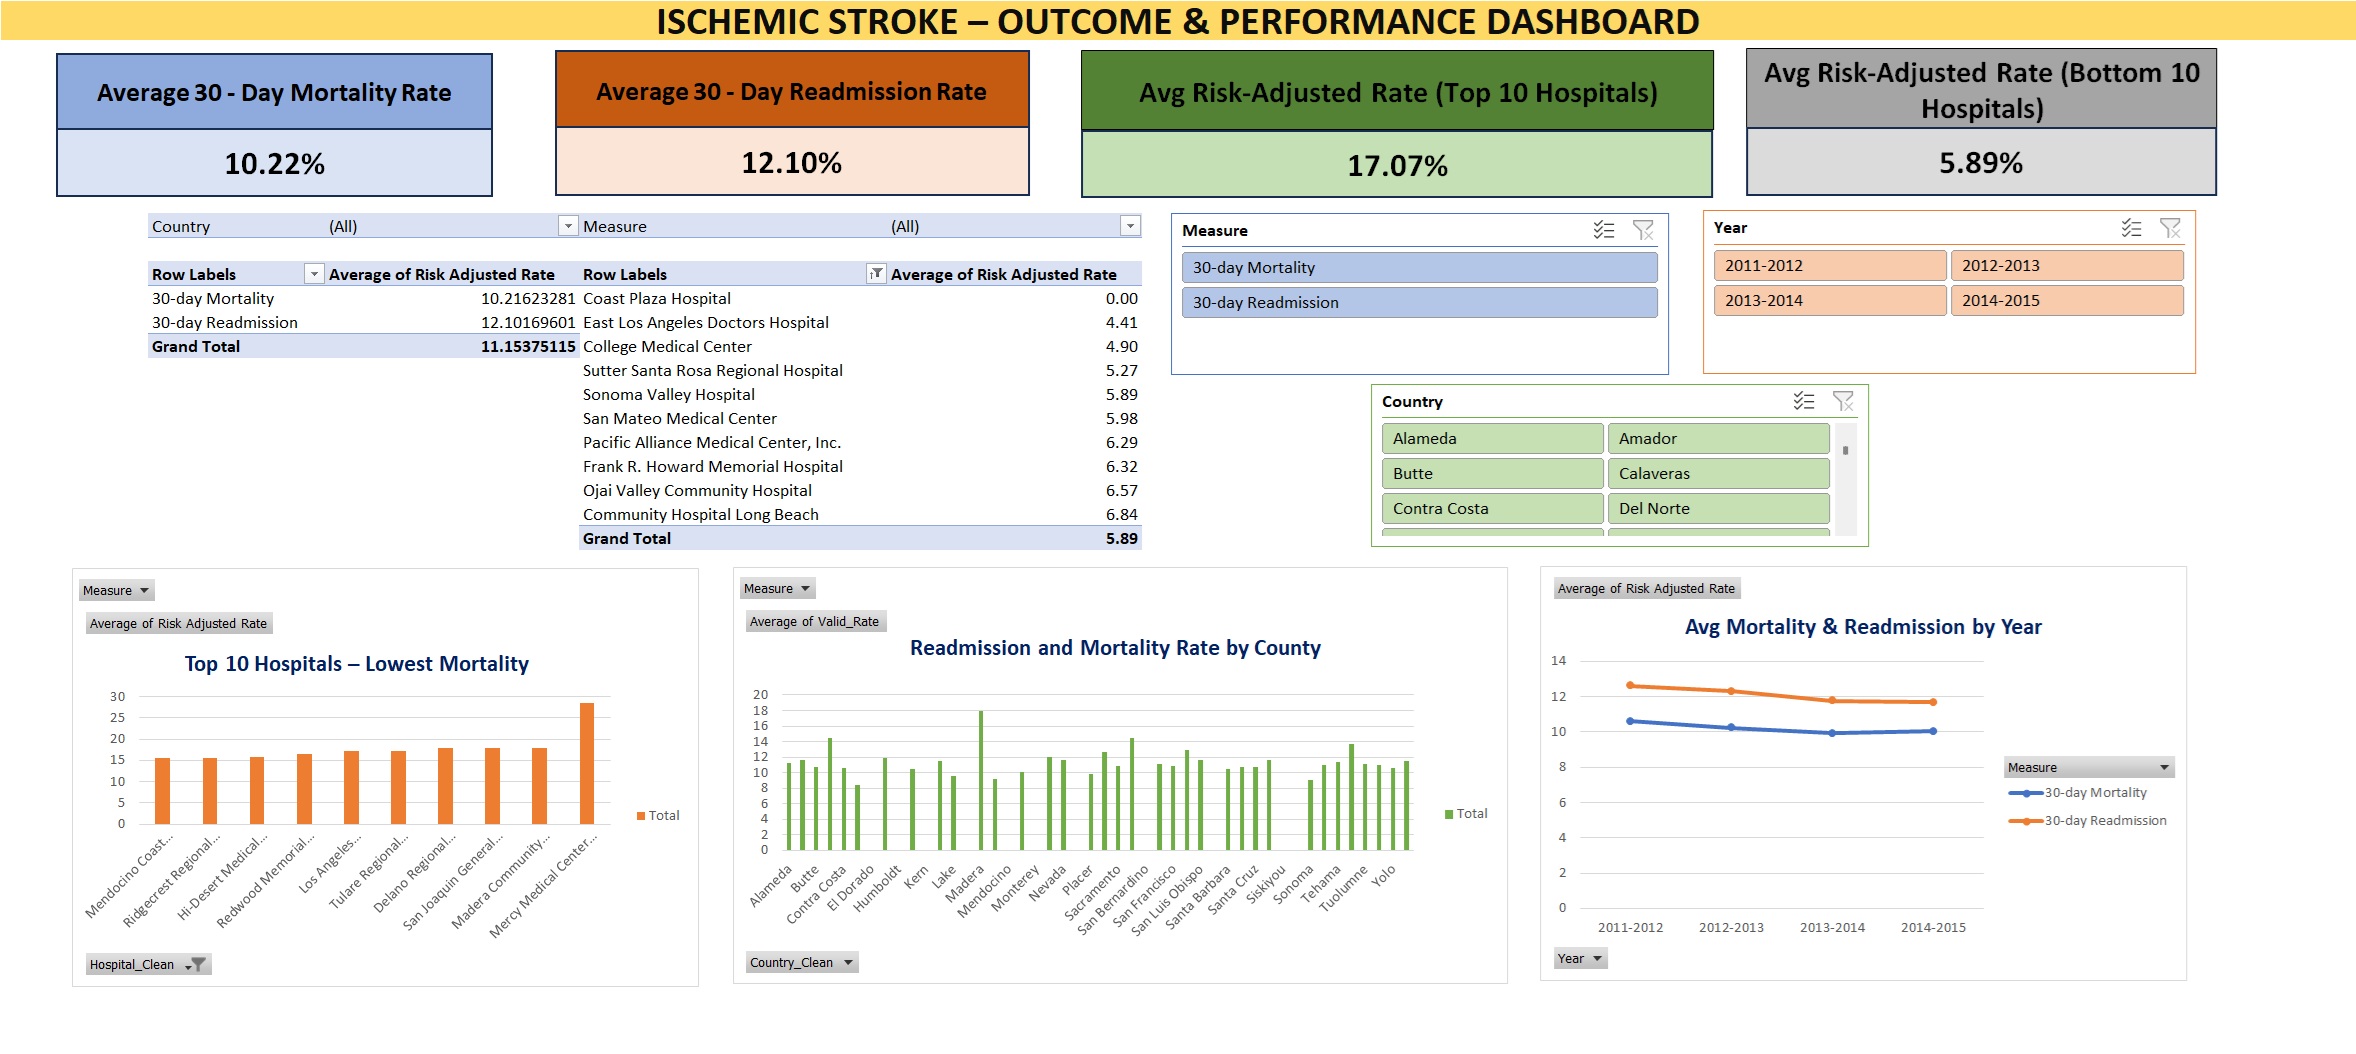 ISCHEMIC STROKE – OUTCOME & PERFORMANCE DASHBOARD
Average 30 - Day Mortality Rate
10.22%
Average 30 - Day Readmission Rate
12.10%
Avg Risk-Adjusted Rate (Top 10 Hospitals)
17.07%
Avg Risk-Adjusted Rate (Bottom 10
Hospitals)
5.89%
Country (All) Measure (All)
Row Labels Average of Risk Adjusted Rate Row Labels Average of Risk Adjusted Rate
30-day Mortality 10.21623281 Coast Plaza Hospital 0.00
30-day Readmission 12.10169601 East Los Angeles Doctors Hospital 4.41
Grand Total 11.15375115 College Medical Center 4.90
Sutter Santa Rosa Regional Hospital 5.27
Sonoma Valley Hospital 5.89
San Mateo Medical Center 5.98
Pacific Alliance Medical Center, Inc. 6.29
Frank R. Howard Memorial Hospital 6.32
Ojai Valley Community Hospital 6.57
Community Hospital Long Beach 6.84
Grand Total 5.89
Measure
30-day Mortality
30-day Readmission
Year
2011-2012 2012-2013
2013-2014 2014-2015
Country
Alameda Amador
Butte Calaveras
Contra Costa Del Norte
Measure
Average of Risk Adjusted Rate
Top 10 Hospitals – Lowest Mortality
30
25
20
15
10
5
0
Mendocino Coast...
Ridgecrest Regional...
Hi-Desert Medical...
Redwood Memorial...
Los Angeles...
Tulare Regional...
Delano Regional...
San Joaquin General...
Madera Community...
Mercy Medical Center...
Total
Hospital_Clean
Measure
Average of Valid_Rate
Readmission and Mortality Rate by County
20
18
16
14
12
10
8
6
4
2
0
Alameda
Butte
Contra Costa
El Dorado
Humboldt
Kern
Lake
Madera
Mendocino
Monterey
Nevada
Placer
Sacramento
San Bernardino
San Francisco
San Luis Obispo
Santa Barbara
Santa Cruz
Siskiyou
Sonoma
Tehama
Tuolumne
Yolo
Total
Country_Clean
Average of Risk Adjusted Rate
Avg Mortality & Readmission by Year
14
12
10
8
6
4
2
0
2011-2012 2012-2013 2013-2014 2014-2015
Measure
30-day Mortality
30-day Readmission
Year